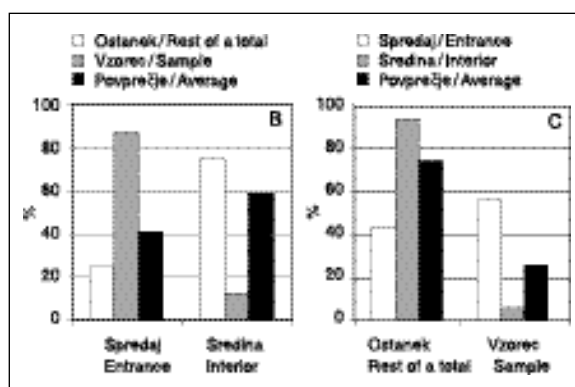 Ostanek/Rest of a total
Vzorec/Sample
Povprečje/Average
100
B
80
60
%
40
20
0
Spredaj
Entrance
Sredina
Interior
Spredaj/Entrance
Sredina/Interior
Povprečje/Average
100
C
80
60
%
40
20
0
Ostanek
Rest of a total
Vzorec
Sample